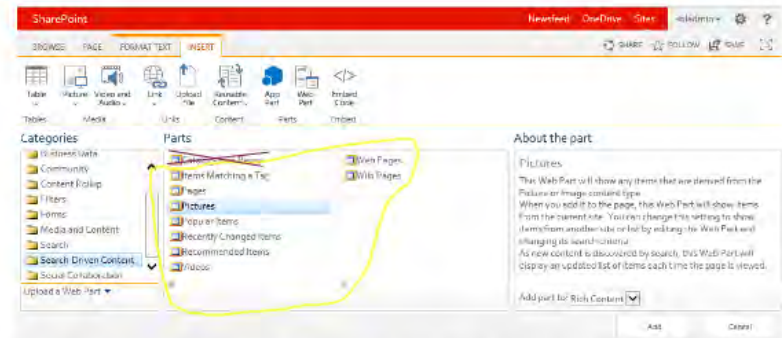 SharePoint
Newsfeed OneDrive Sites
BROWSE PAGE FORMAT TEXT INSERT
SHARE FOLLOW SAVE
Table Picture Video and Audio Link Upload File Reusable Content App Part Web Part Embed Code
Tables Media Links Content Parts Embed
Categories
Business Data
Community
Content Rollup
Filters
Forms
Media and Content
Search
Search-Driven Content
Social Collaboration
Upload a Web Part
Parts
Items Matching a Tag
Pages
Pictures
Popular Items
Recently Changed Items
Recommended Items
Videos
Web Pages
Wiki Pages
About the part
Pictures
This Web Part will show any items that are derived from the
Picture or Image content type.
When you add it to the page, this Web Part will show items
from the current site. You can change this setting to show
items from another site or list by editing the Web Part and
changing its search criteria.
As new content is discovered by search, this Web Part will
display an updated list of items each time the page is viewed.
Add part to: Rich Content
Add Cancel